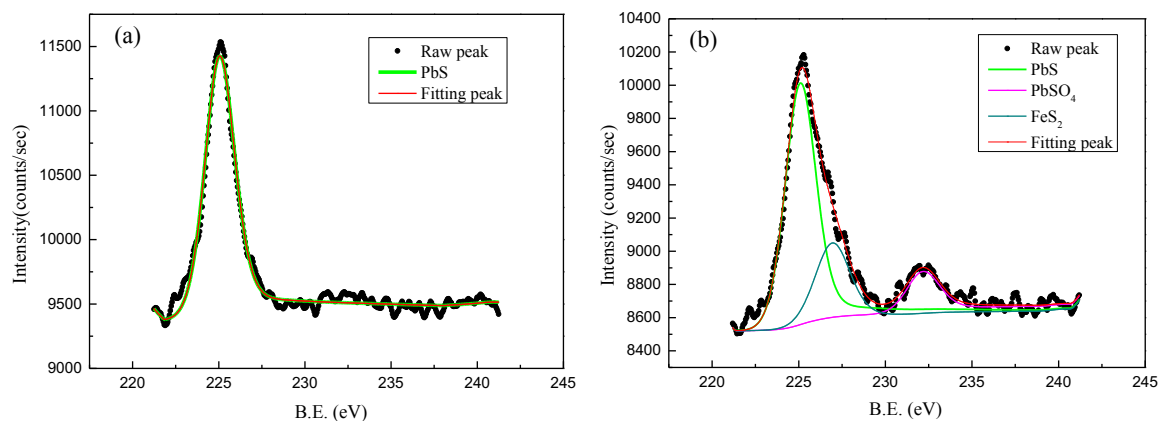 (a)
Raw peak
PbS
Fitting peak
11500
11000
10500
10000
9500
9000
Intensity(counts/sec)
220 225 230 235 240 245
B.E. (eV)
(b)
Raw peak
PbS
PbSO₄
FeS₂
Fitting peak
10400
10200
10000
9800
9600
9400
9200
9000
8800
8600
8400
Intensity (counts/sec)
220 225 230 235 240 245
B.E. (eV)